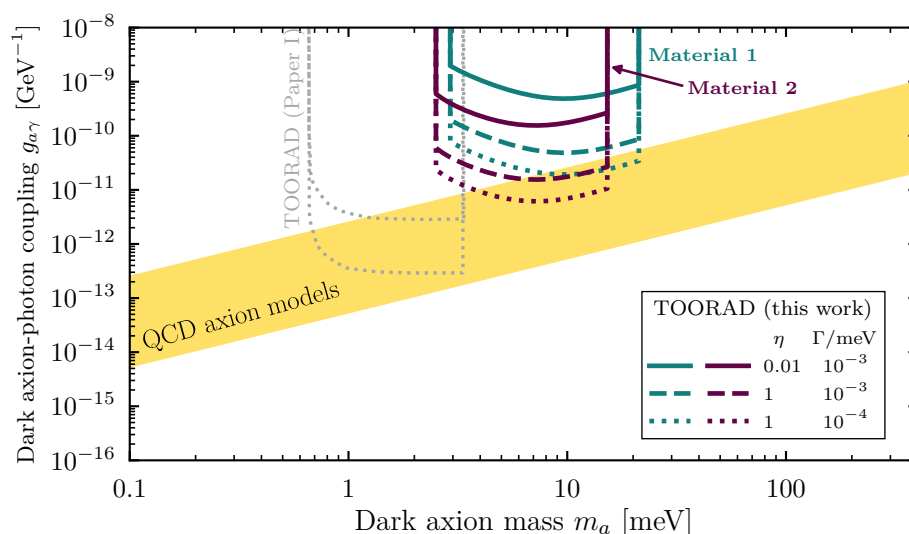 Dark axion-photon coupling g_{aγ} [GeV^{-1}]
10^{-8}
10^{-9}
10^{-10}
10^{-11}
10^{-12}
10^{-13}
10^{-14}
10^{-15}
10^{-16}
TOORAD (Paper I)
Material 1
Material 2
QCD axion models
TOORAD (this work)
η Γ/meV
0.01 10^{-3}
1 10^{-3}
1 10^{-4}
0.1 1 10 100
Dark axion mass m_a [meV]